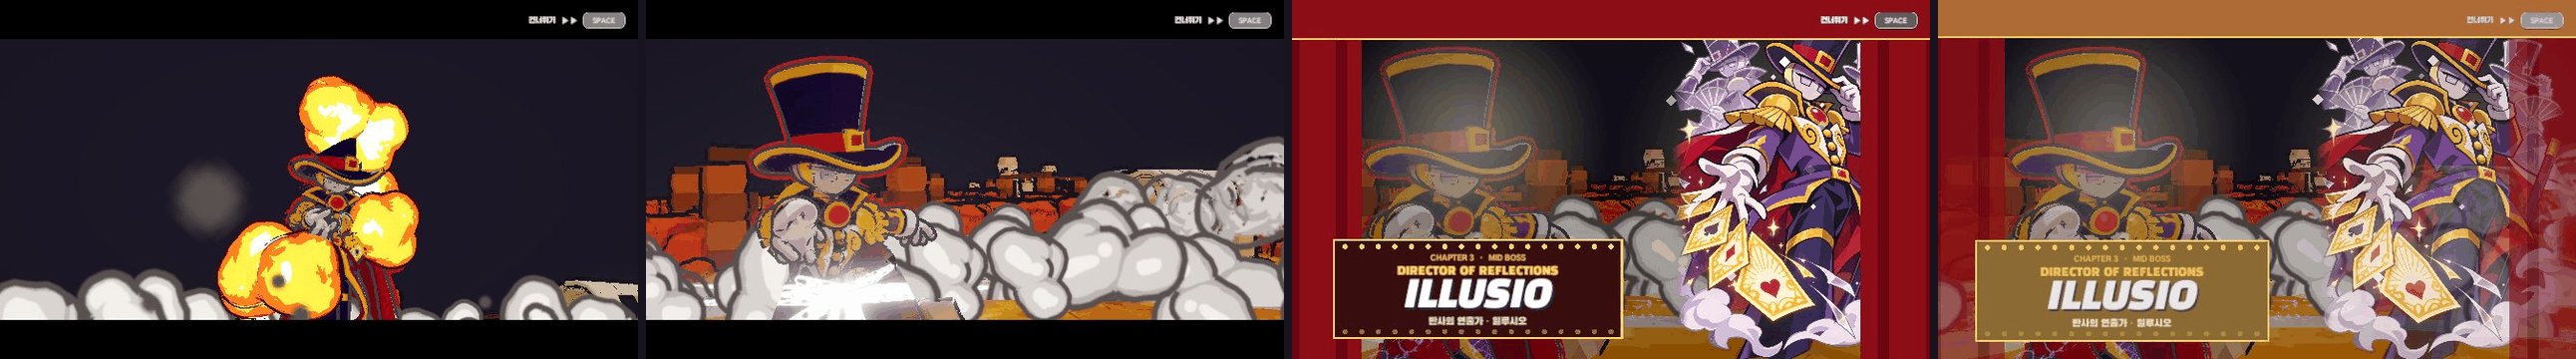 건너뛰기 ▶▶ SPACE
건너뛰기 ▶▶ SPACE
건너뛰기 ▶▶ SPACE
CHAPTER 3 · MID BOSS
DIRECTOR OF REFLECTIONS
ILLUSIO
반사의 연출가 · 일루시오
건너뛰기 ▶▶ SPACE
CHAPTER 3 · MID BOSS
DIRECTOR OF REFLECTIONS
ILLUSIO
반사의 연출가 · 일루시오